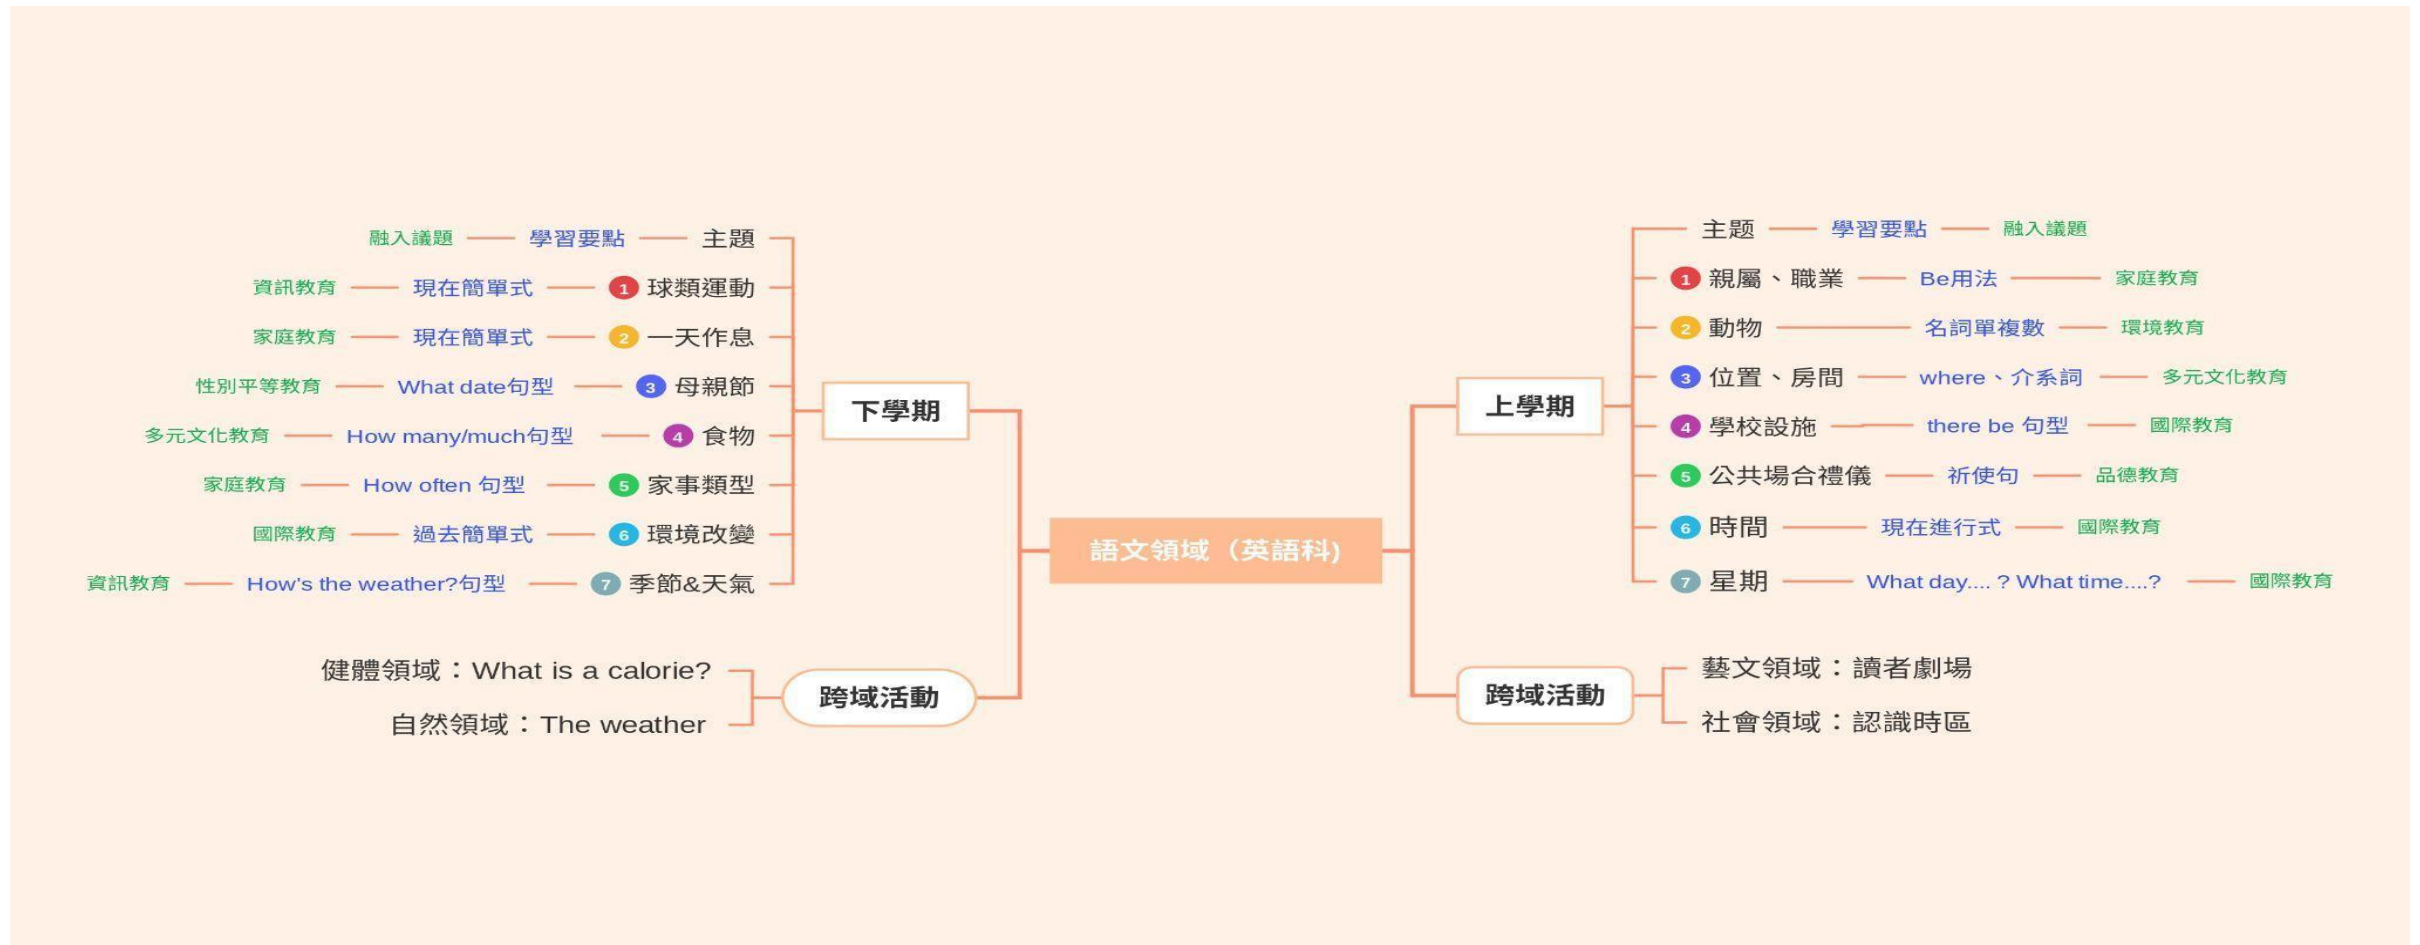 語文領域（英語科)
上學期
主題 學習要點 融入議題
1 親屬、職業 Be用法 家庭教育
2 動物 名詞單複數 環境教育
3 位置、房間 where、介系詞 多元文化教育
4 學校設施 there be 句型 國際教育
5 公共場合禮儀 祈使句 品德教育
6 時間 現在進行式 國際教育
7 星期 What day.... ? What time....? 國際教育
跨域活動
藝文領域：讀者劇場
社會領域：認識時區
下學期
融入議題 學習要點 主題
資訊教育 現在簡單式 1 球類運動
家庭教育 現在簡單式 2 一天作息
性別平等教育 What date句型 3 母親節
多元文化教育 How many/much句型 4 食物
家庭教育 How often 句型 5 家事類型
國際教育 過去簡單式 6 環境改變
資訊教育 How's the weather?句型 7 季節&天氣
跨域活動
健體領域：What is a calorie?
自然領域：The weather